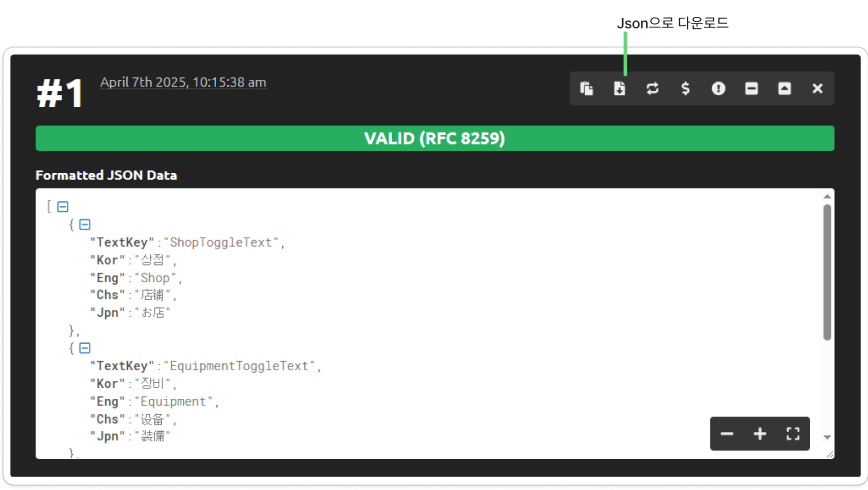 Json으로 다운로드
#1
April 7th 2025, 10:15:38 am
VALID (RFC 8259)
Formatted JSON Data
[
{
"TextKey":"ShopToggleText",
"Kor":"상점",
"Eng":"Shop",
"Chs":"店铺",
"Jpn":"お店"
},
{
"TextKey":"EquipmentToggleText",
"Kor":"장비",
"Eng":"Equipment",
"Chs":"设备",
"Jpn":"装備"
},